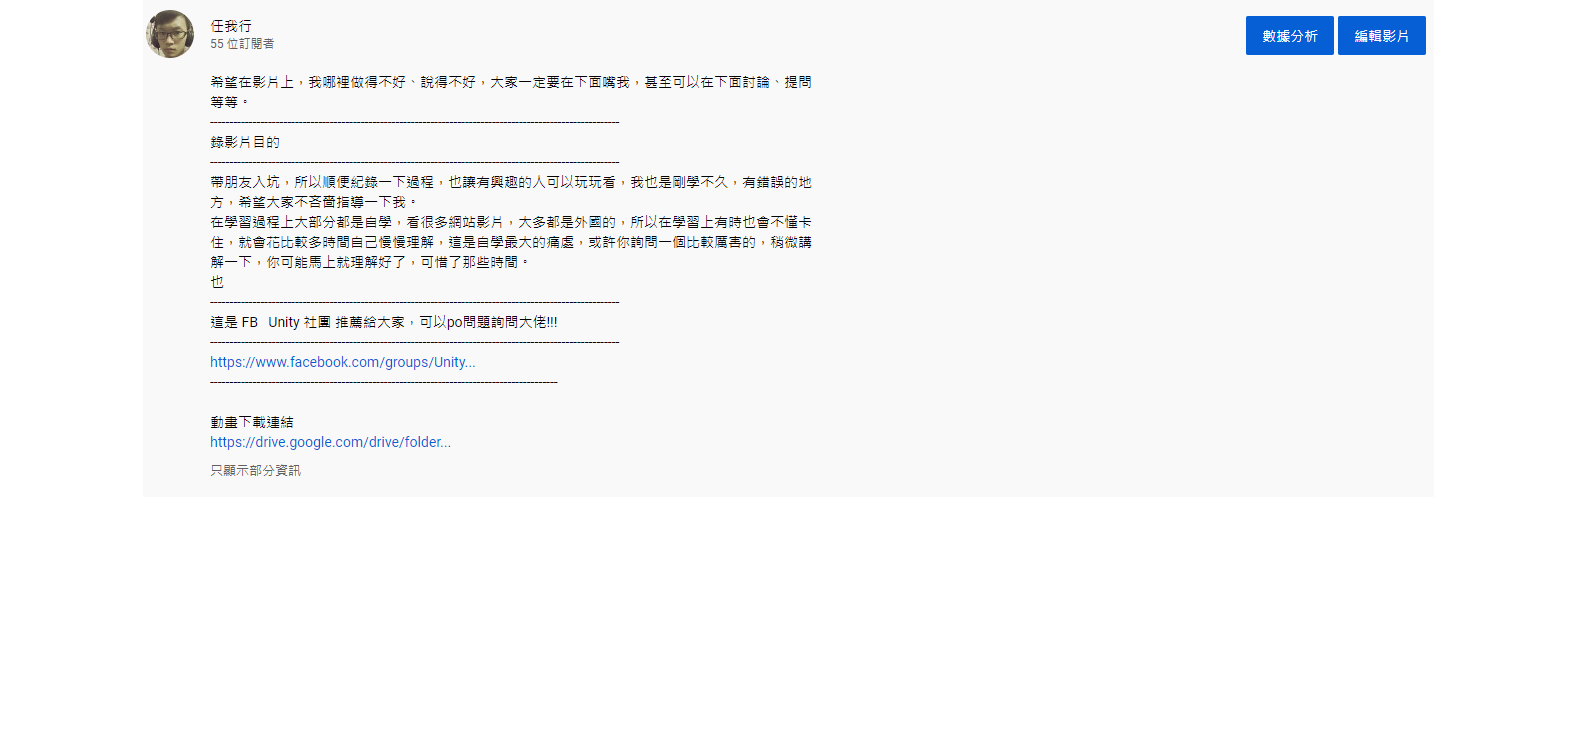 任我行
55 位訂閱者
數據分析
編輯影片
希望在影片上，我哪裡做得不好、說得不好，大家一定要在下面嘴我，甚至可以在下面討論、提問
等等。
--------------------------------------------------------------------------------------------------------
錄影片目的
--------------------------------------------------------------------------------------------------------
帶朋友入坑，所以順便紀錄一下過程，也讓有興趣的人可以玩玩看，我也是剛學不久，有錯誤的地
方，希望大家不吝嗇指導一下我。
在學習過程上大部分都是自學，看很多網站影片，大多都是外國的，所以在學習上有時也會不懂卡
住，就會花比較多時間自己慢慢理解，這是自學最大的痛處，或許你詢問一個比較厲害的，稍微講
解一下，你可能馬上就理解好了，可惜了那些時間。
也
--------------------------------------------------------------------------------------------------------
這是 FB   Unity 社團 推薦給大家，可以po問題詢問大佬!!!
--------------------------------------------------------------------------------------------------------
https://www.facebook.com/groups/Unity...
----------------------------------------------------------------------------------------
動畫下載連結
https://drive.google.com/drive/folder...
只顯示部分資訊